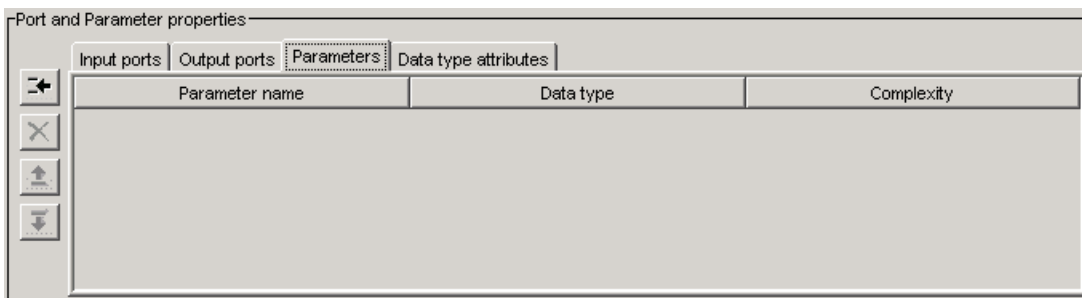 Port and Parameter properties
Input ports Output ports Parameters Data type attributes
Parameter name Data type Complexity